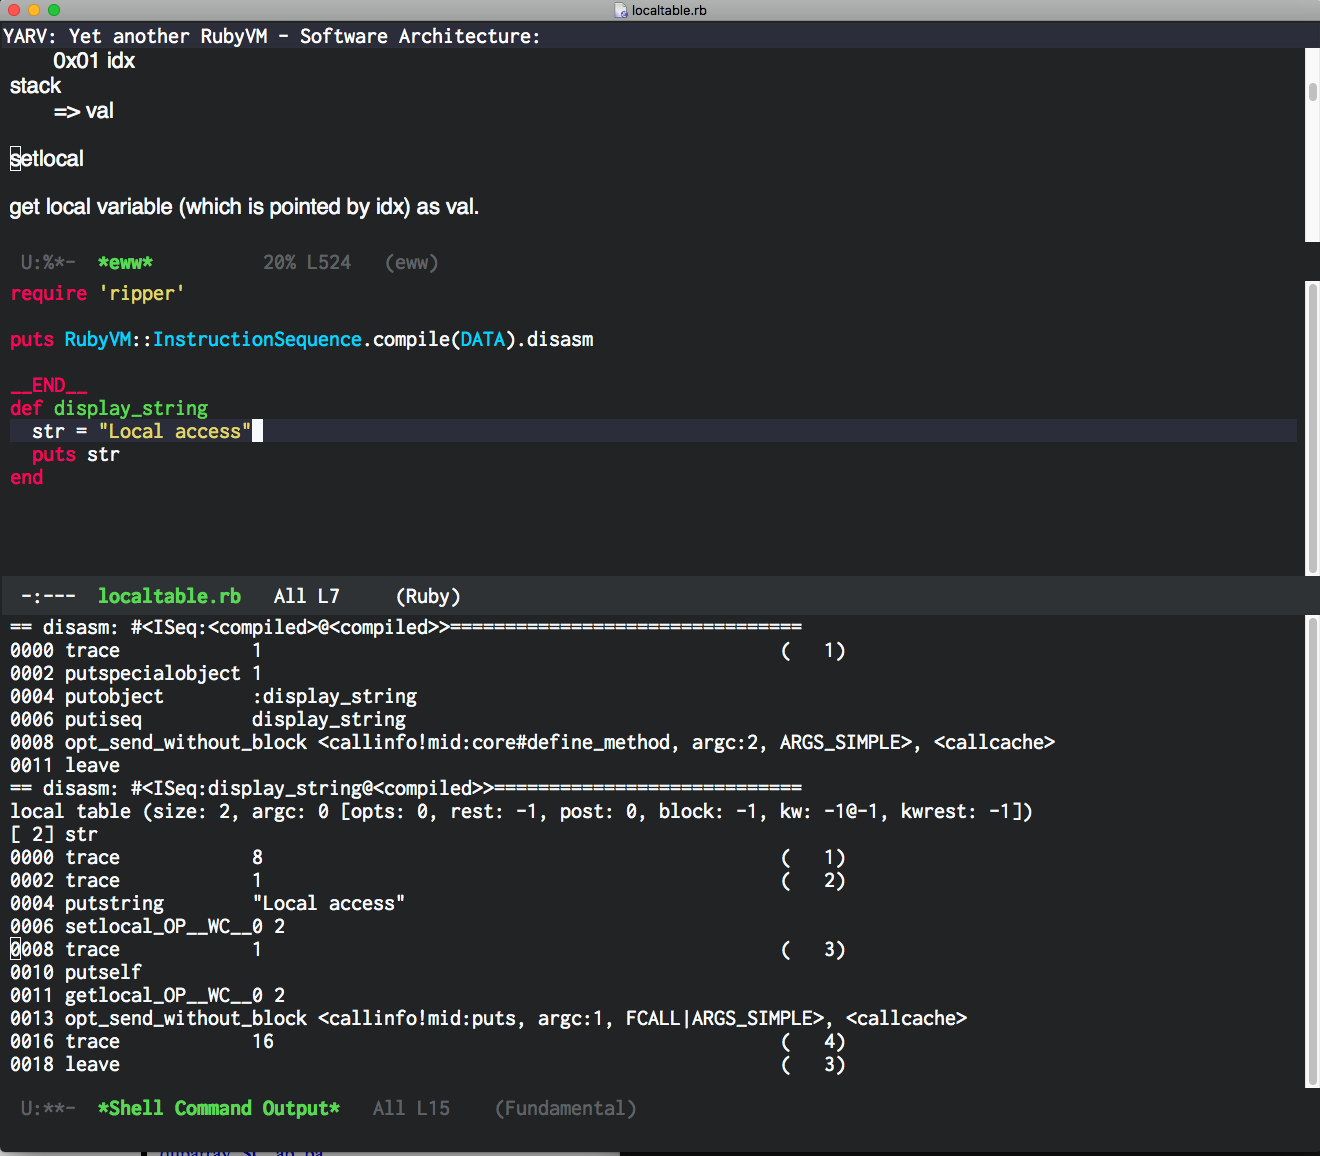 localtable.rb
YARV: Yet another RubyVM - Software Architecture:
0x01 idx
stack
=> val
setlocal
get local variable (which is pointed by idx) as val.
U:%*-  *eww*          20% L524   (eww)
require 'ripper'
puts RubyVM::InstructionSequence.compile(DATA).disasm
__END__
def display_string
  str = "Local access"
  puts str
end
-:---  localtable.rb   All L7     (Ruby)
== disasm: #<ISeq:<compiled>@<compiled>>================================
0000 trace            1                                               (   1)
0002 putspecialobject 1
0004 putobject        :display_string
0006 putiseq          display_string
0008 opt_send_without_block <callinfo!mid:core#define_method, argc:2, ARGS_SIMPLE>, <callcache>
0011 leave
== disasm: #<ISeq:display_string@<compiled>>============================
local table (size: 2, argc: 0 [opts: 0, rest: -1, post: 0, block: -1, kw: -1@-1, kwrest: -1])
[ 2] str
0000 trace            8                                               (   1)
0002 trace            1                                               (   2)
0004 putstring        "Local access"
0006 setlocal_OP__WC__0 2
0008 trace            1                                               (   3)
0010 putself
0011 getlocal_OP__WC__0 2
0013 opt_send_without_block <callinfo!mid:puts, argc:1, FCALL|ARGS_SIMPLE>, <callcache>
0016 trace            16                                              (   4)
0018 leave                                                            (   3)
U:**-  *Shell Command Output*   All L15    (Fundamental)